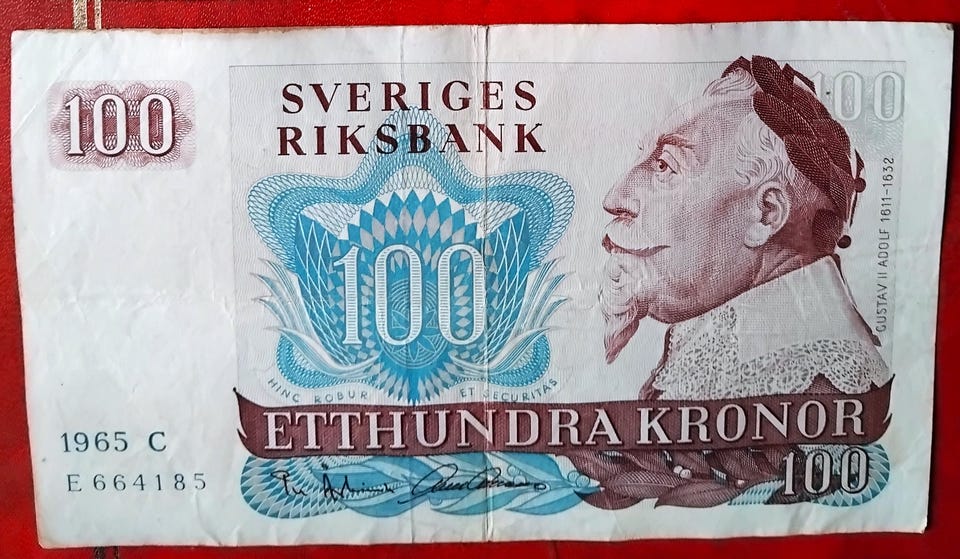 100
SVERIGES
RIKSBANK
100
100
GUSTAV II ADOLF 1611-1632
HINC ROBUR ET SECURITAS
ETTHUNDRA KRONOR
1965 C
E 664185
100